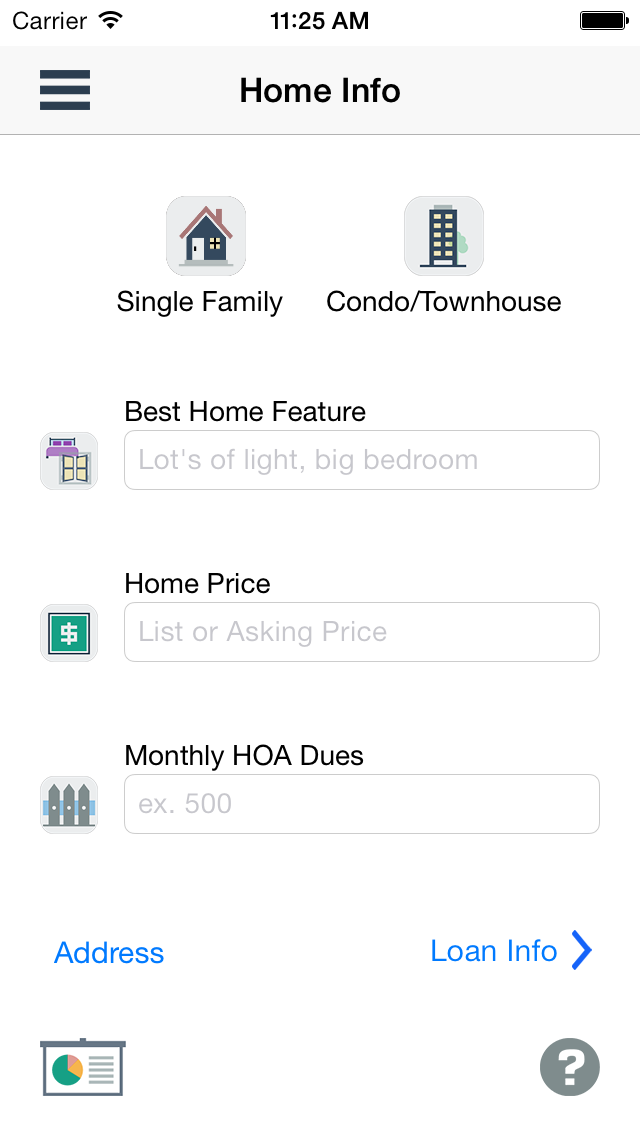 Carrier 11:25 AM
Home Info
Single Family Condo/Townhouse
Best Home Feature
Lot's of light, big bedroom
Home Price
$ List or Asking Price
Monthly HOA Dues
ex. 500
Address Loan Info
?